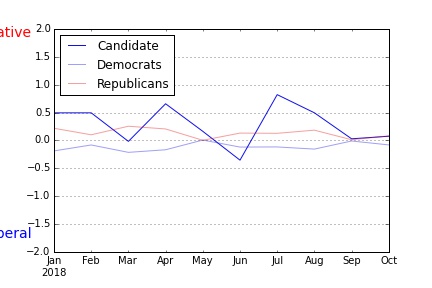 ative
beral
2.0
1.5
1.0
0.5
0.0
−0.5
−1.0
−1.5
−2.0
Candidate
Democrats
Republicans
Jan Feb Mar Apr May Jun Jul Aug Sep Oct
2018